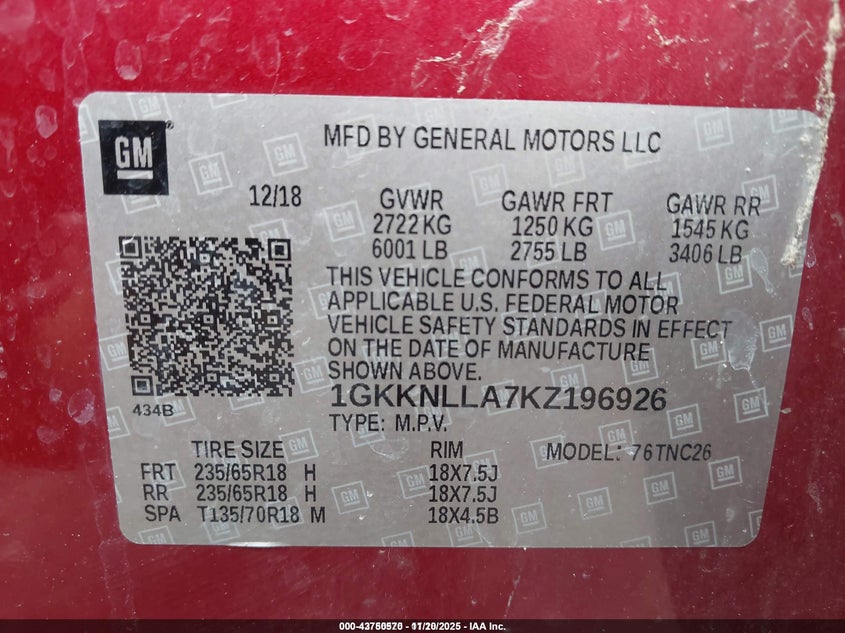 GM
MFD BY GENERAL MOTORS LLC
12/18 GVWR GAWR FRT GAWR RR
2722 KG 1250 KG 1545 KG
6001 LB 2755 LB 3406 LB
THIS VEHICLE CONFORMS TO ALL
APPLICABLE U.S. FEDERAL MOTOR
VEHICLE SAFETY STANDARDS IN EFFECT
ON THE DATE OF MANUFACTURE
SHOWN ABOVE.
434B
1GKKNLLA7KZ196926
TYPE: M.P.V.
TIRE SIZE RIM MODEL: 76TNC26
FRT 235/65R18 H 18X7.5J
RR 235/65R18 H 18X7.5J
SPA T135/70R18 M 18X4.5B
IAA Inc.